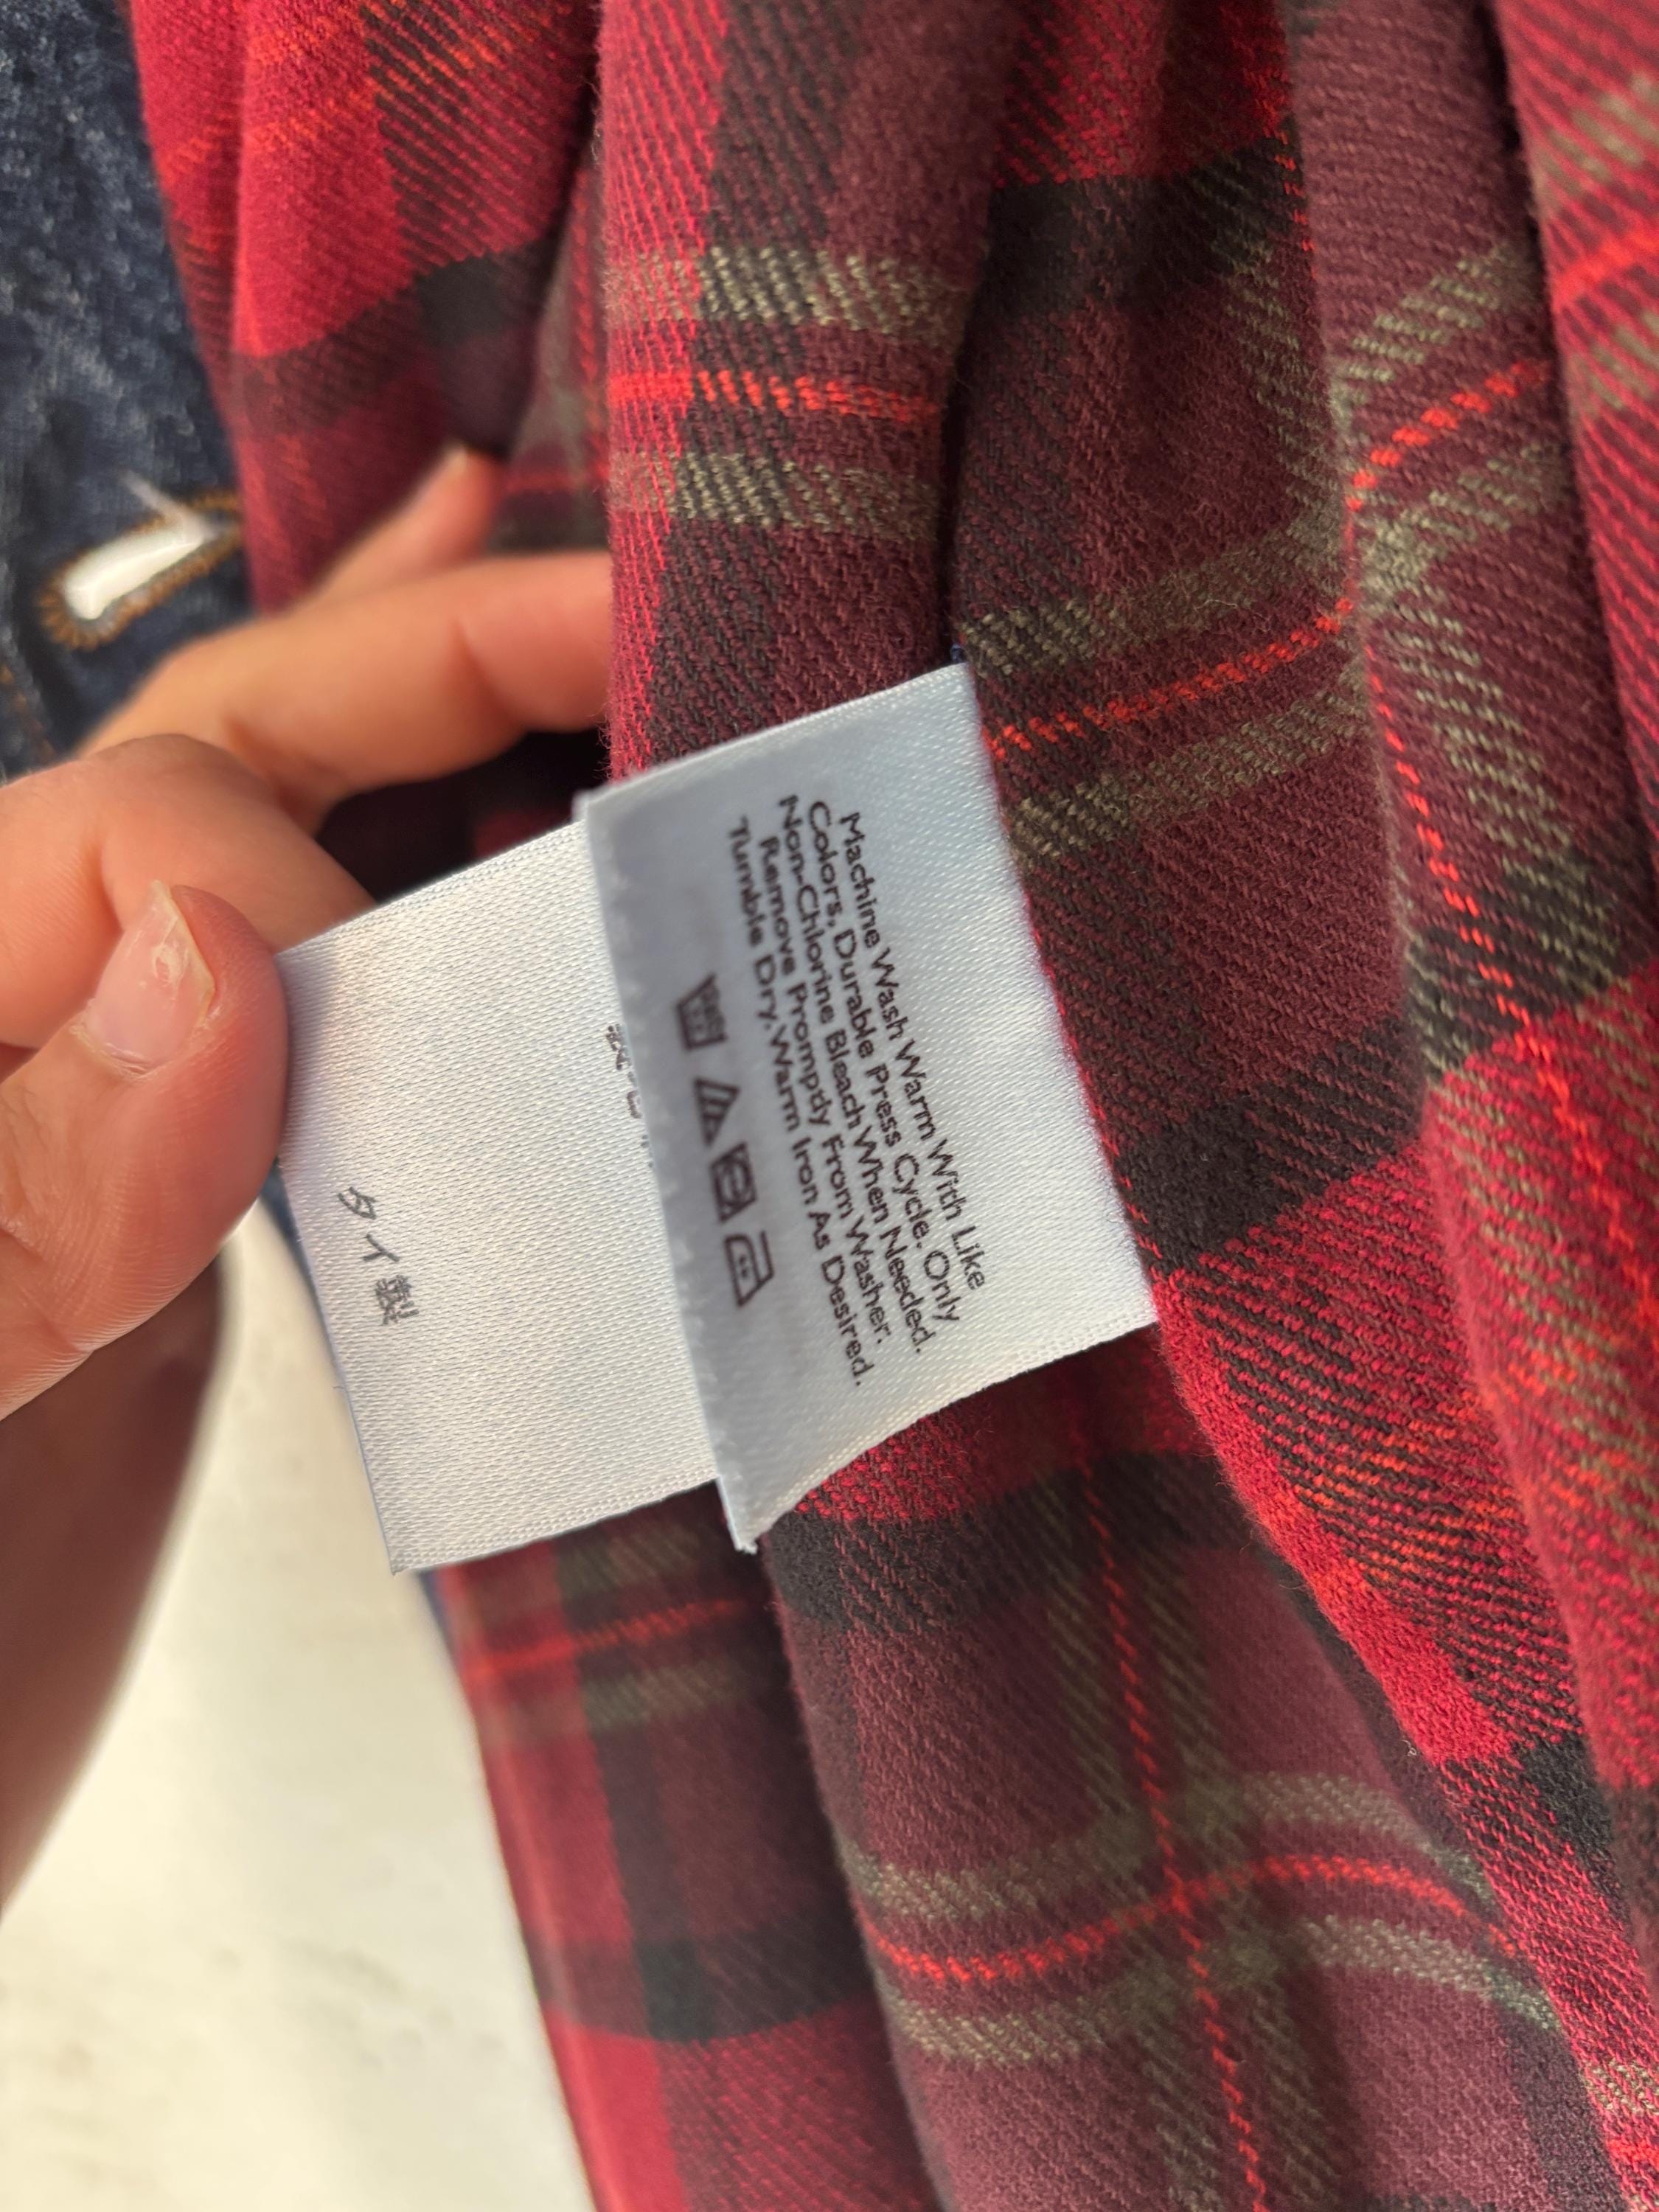 Machine Wash Warm With Like
Colors, Durable Press Cycle. Only
Non-Chlorine Bleach When Needed.
Remove Promptly From Washer.
Tumble Dry. Warm Iron As Desired.
タイ製